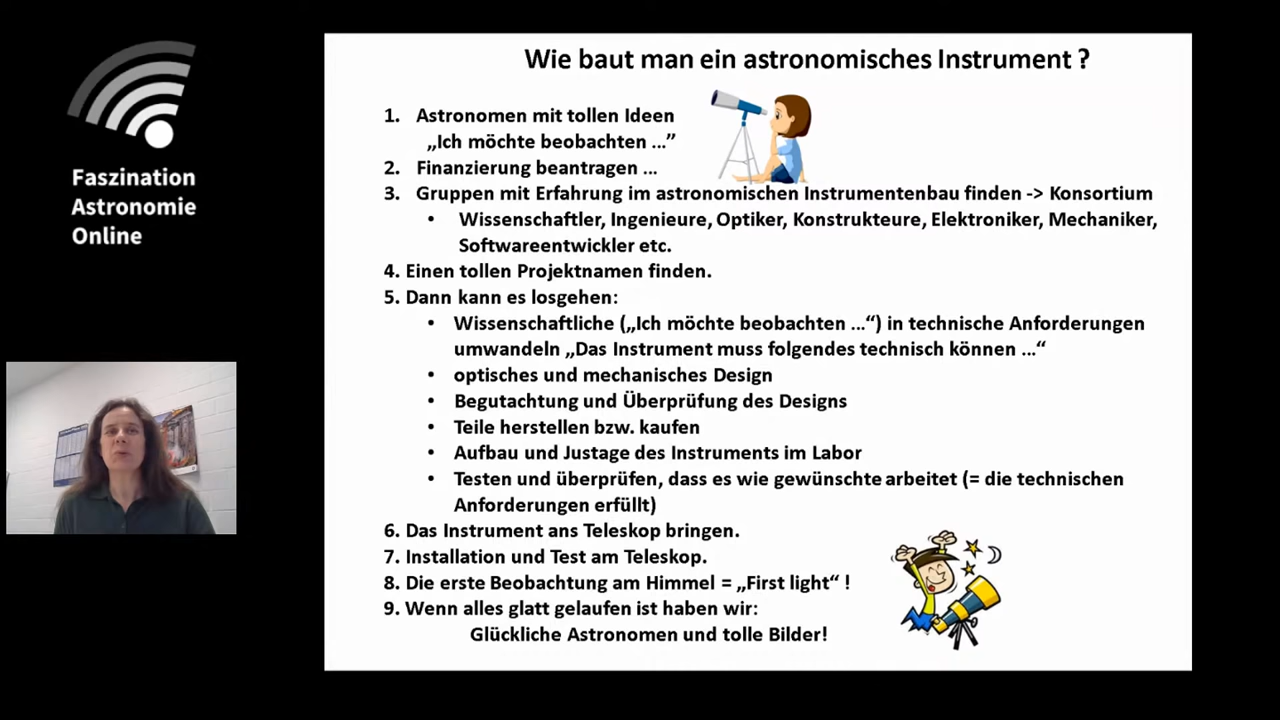 Faszination
Astronomie
Online
Wie baut man ein astronomisches Instrument ?
1. Astronomen mit tollen Ideen
„Ich möchte beobachten …”
2. Finanzierung beantragen …
3. Gruppen mit Erfahrung im astronomischen Instrumentenbau finden -> Konsortium
• Wissenschaftler, Ingenieure, Optiker, Konstrukteure, Elektroniker, Mechaniker,
Softwareentwickler etc.
4. Einen tollen Projektnamen finden.
5. Dann kann es losgehen:
• Wissenschaftliche („Ich möchte beobachten …“) in technische Anforderungen
umwandeln „Das Instrument muss folgendes technisch können …“
• optisches und mechanisches Design
• Begutachtung und Überprüfung des Designs
• Teile herstellen bzw. kaufen
• Aufbau und Justage des Instruments im Labor
• Testen und überprüfen, dass es wie gewünschte arbeitet (= die technischen
Anforderungen erfüllt)
6. Das Instrument ans Teleskop bringen.
7. Installation und Test am Teleskop.
8. Die erste Beobachtung am Himmel = „First light“ !
9. Wenn alles glatt gelaufen ist haben wir:
Glückliche Astronomen und tolle Bilder!